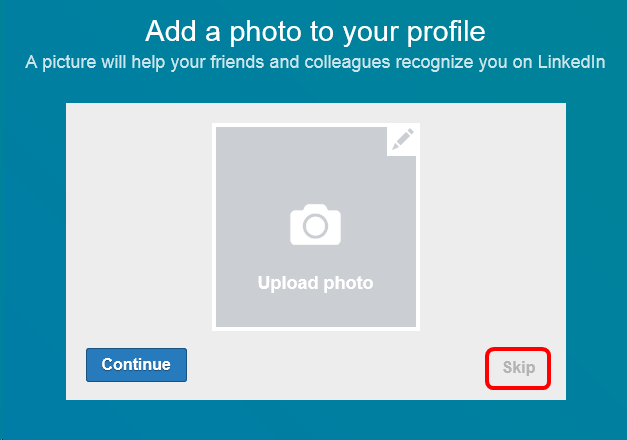 Add a photo to your profile
A picture will help your friends and colleagues recognize you on LinkedIn
Upload photo
Continue
Skip